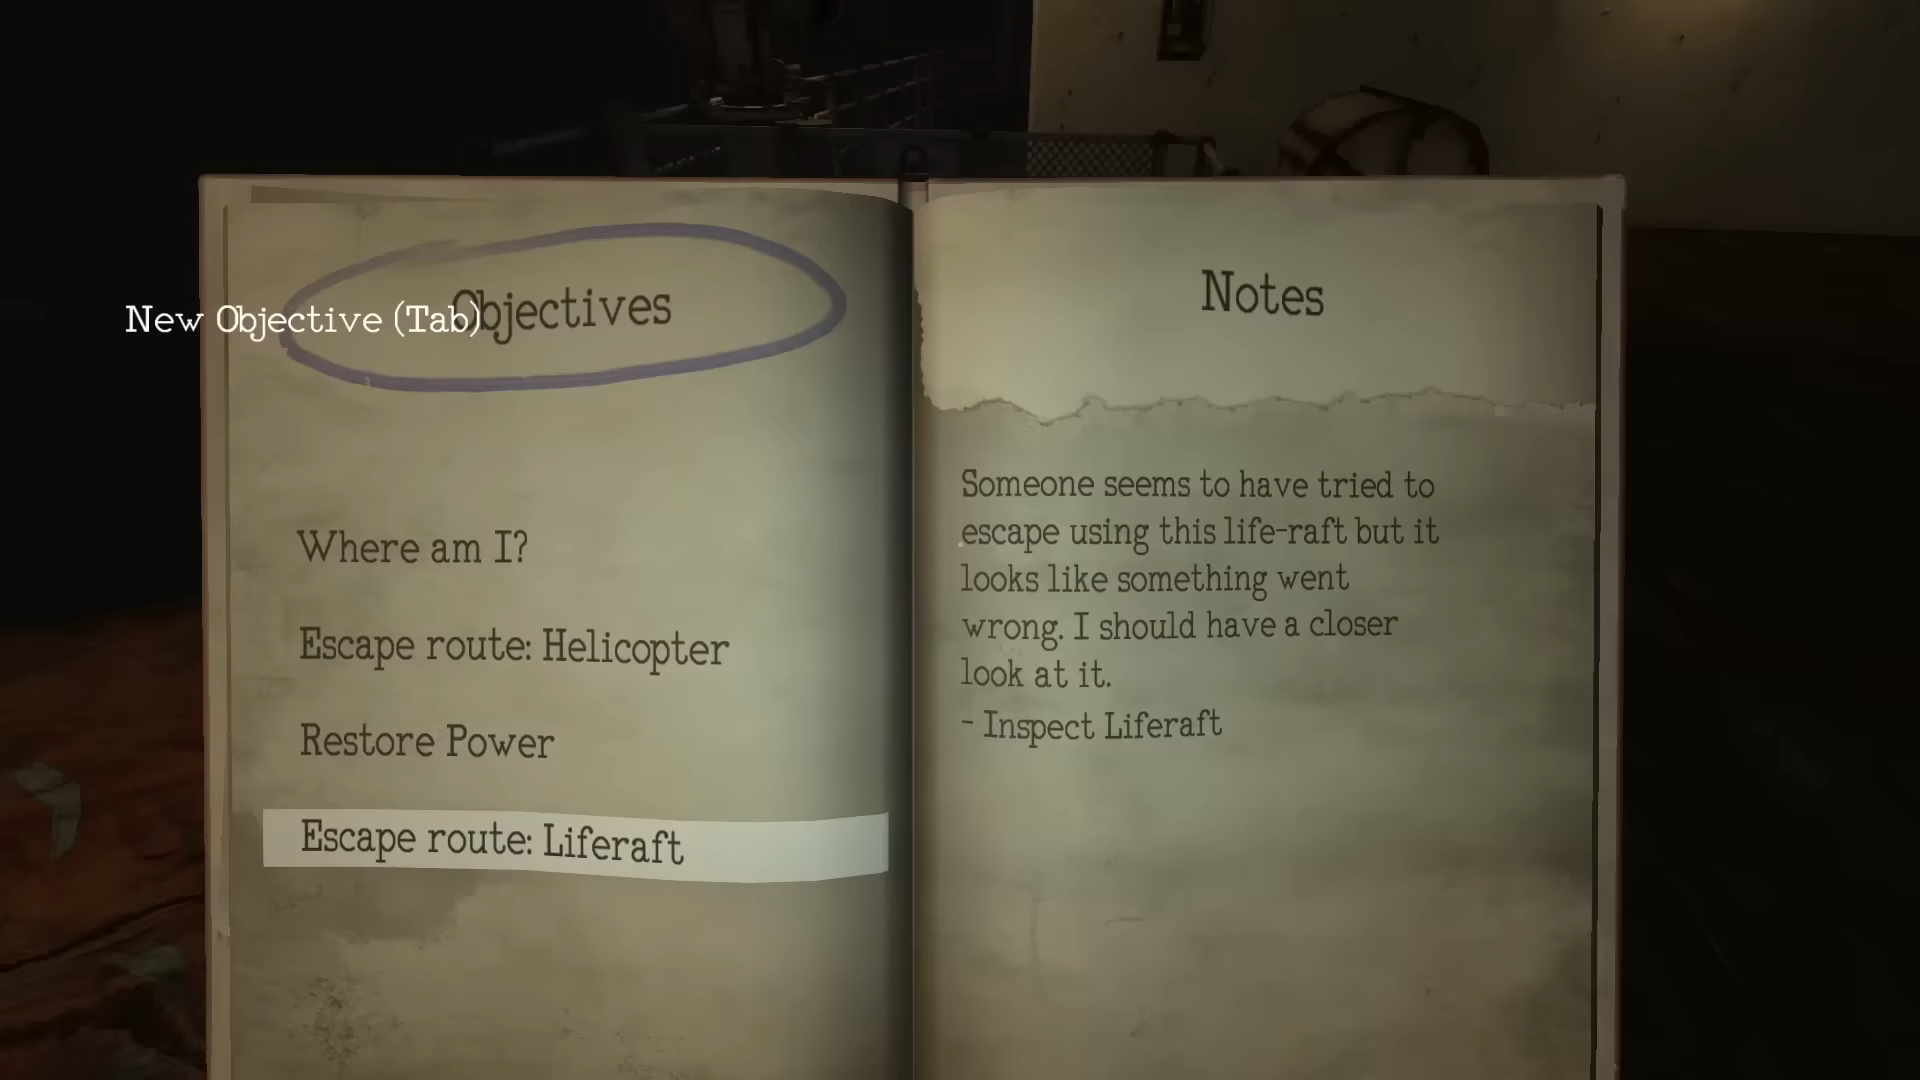 New Objective (Tab)
Objectives
Where am I?
Escape route: Helicopter
Restore Power
Escape route: Liferaft
Notes
Someone seems to have tried to
escape using this life-raft but it
looks like something went
wrong. I should have a closer
look at it.
- Inspect Liferaft